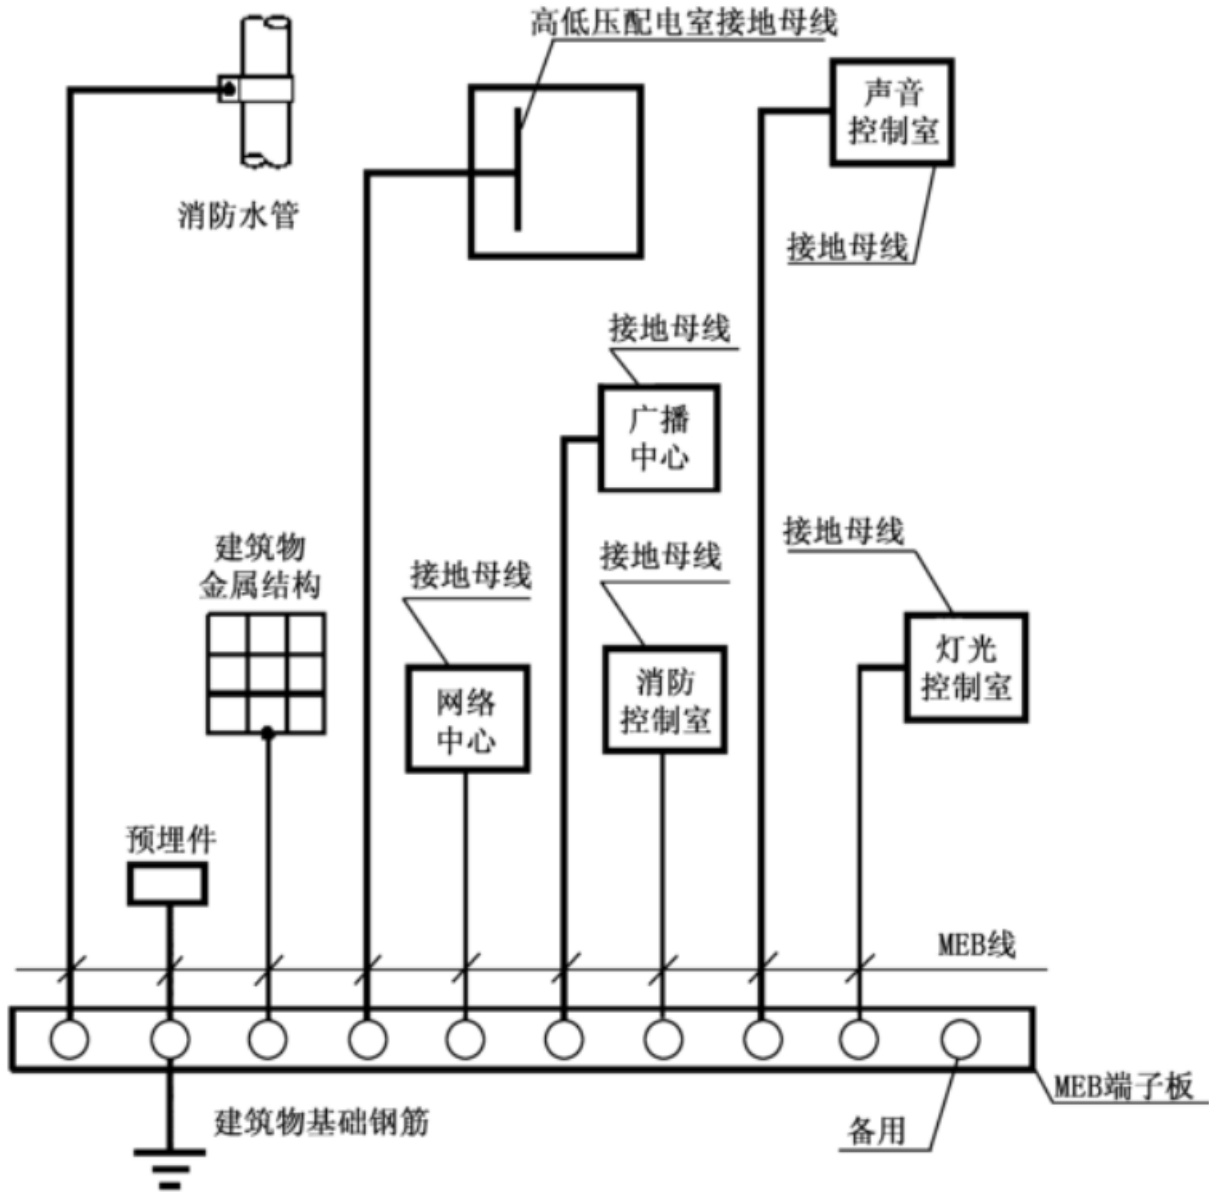 高低压配电室接地母线
声音
控制室
消防水管
接地母线
接地母线
广播
中心
接地母线
建筑物
金属结构
接地母线
接地母线
灯光
控制室
网络
中心
消防
控制室
预埋件
MEB线
MEB端子板
建筑物基础钢筋
备用